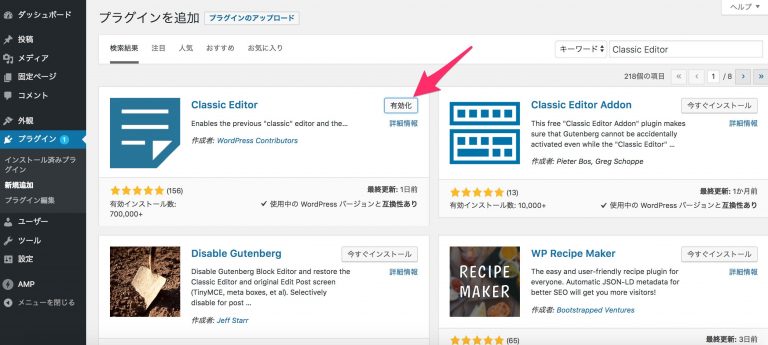 ヘルプ ▼
ダッシュボード
投稿
メディア
固定ページ
コメント
外観
プラグイン 1
インストール済みプラグイン
新規追加
プラグイン編集
ユーザー
ツール
設定
AMP
メニューを閉じる
プラグインを追加 プラグインのアップロード
検索結果 注目 人気 おすすめ お気に入り キーワード Classic Editor
218個の項目 « ‹ 1 / 8 › »
Classic Editor 有効化
詳細情報
Enables the previous "classic" editor and the...
作成者: WordPress Contributors
(156) 最終更新: 1日前
有効インストール数:
700,000+
✓ 使用中の WordPress バージョンと互換性あり
Classic Editor Addon 今すぐインストール
詳細情報
This free "Classic Editor Addon" plugin makes
sure that Gutenberg cannot be accidentally
activated even while the "Classic Editor" ...
作成者: Pieter Bos, Greg Schoppe
(13) 最終更新: 1か月前
有効インストール数: 10,000+ ✓ 使用中の WordPress バージョンと互換性あり
Disable Gutenberg 今すぐインストール
詳細情報
Disable Gutenberg Block Editor and restore the
Classic Editor and original Edit Post screen
(TinyMCE, meta boxes, et al). Selectively
disable for post ...
作成者: Jeff Starr
RECIPE
MAKER
WP Recipe Maker 今すぐインストール
詳細情報
The easy and user-friendly recipe plugin for
everyone. Automatic JSON-LD metadata for
better SEO will get you more visitors!
作成者: Bootstrapped Ventures
(65) 最終更新: 3日前